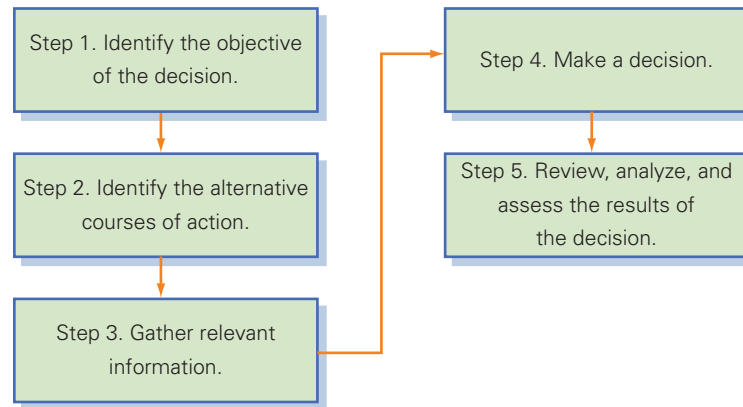 Step 1. Identify the objective
of the decision.
Step 2. Identify the alternative
courses of action.
Step 3. Gather relevant
information.
Step 4. Make a decision.
Step 5. Review, analyze, and
assess the results of
the decision.